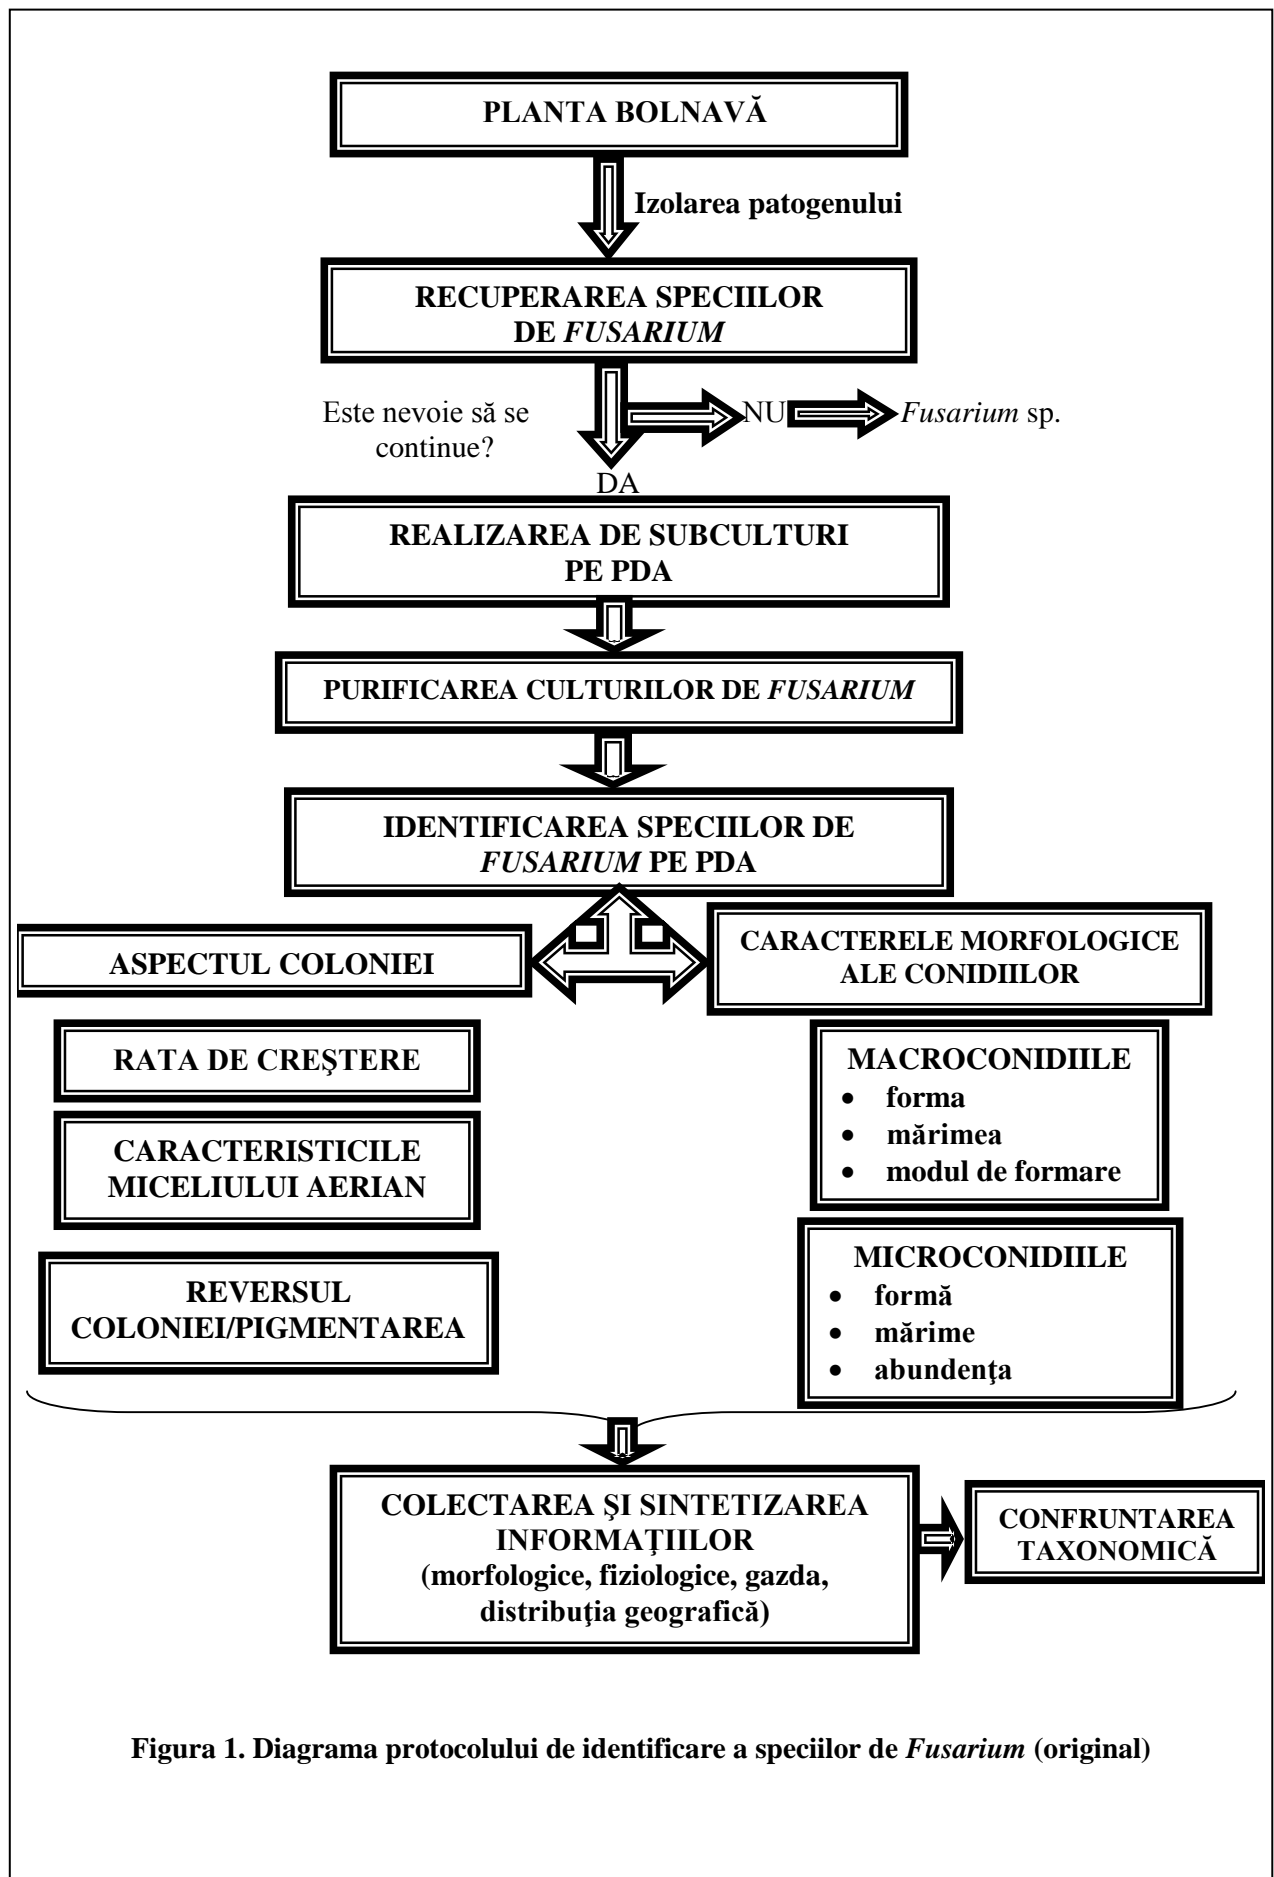 PLANTA BOLNAVĂ
Izolarea patogenului
RECUPERAREA SPECIILOR
DE FUSARIUM
Este nevoie să se
continue?
NU
Fusarium sp.
DA
REALIZAREA DE SUBCULTURI
PE PDA
PURIFICAREA CULTURILOR DE FUSARIUM
IDENTIFICAREA SPECIILOR DE
FUSARIUM PE PDA
ASPECTUL COLONIEI
RATA DE CREŞTERE
CARACTERISTICILE
MICELIULUI AERIAN
REVERSUL
COLONIEI/PIGMENTAREA
CARACTERELE MORFOLOGICE
ALE CONIDIILOR
MACROCONIDIILE
• forma
• mărimea
• modul de formare
MICROCONIDIILE
• formă
• mărime
• abundenţa
COLECTAREA ŞI SINTETIZAREA
INFORMAŢIILOR
(morfologice, fiziologice, gazda,
distribuţia geografică)
CONFRUNTAREA
TAXONOMICĂ
Figura 1. Diagrama protocolului de identificare a speciilor de Fusarium (original)